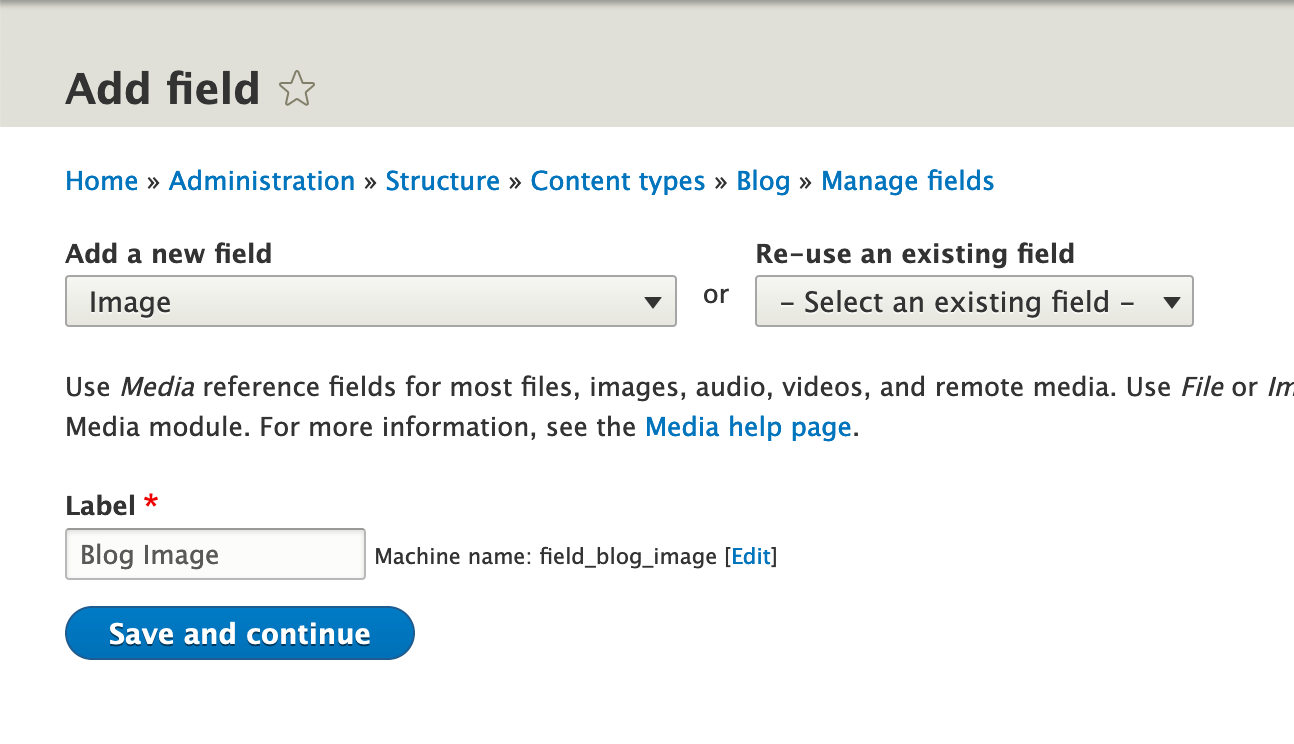 Add field
Home » Administration » Structure » Content types » Blog » Manage fields
Add a new field
Re-use an existing field
Image
or
- Select an existing field -
Use Media reference fields for most files, images, audio, videos, and remote media. Use File or
Media module. For more information, see the Media help page.
Label *
Blog Image
Machine name: field_blog_image [Edit]
Save and continue